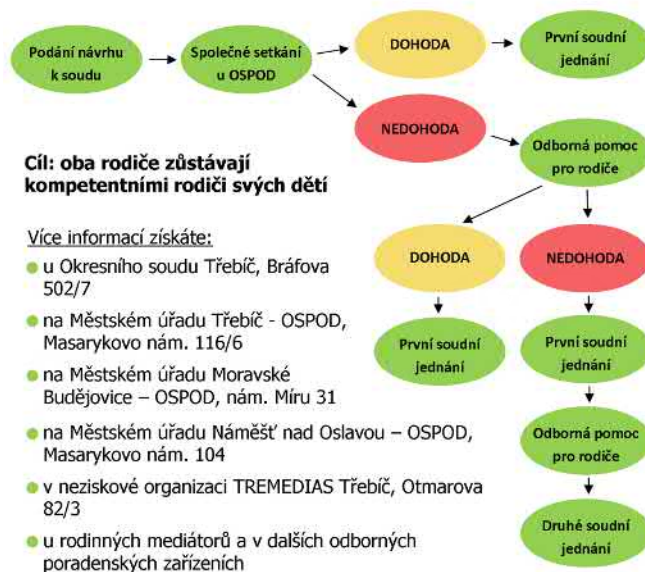 Podání návrhu
k soudu
Společné setkání
u OSPOD
DOHODA
První soudní
jednání
NEDOHODA
Odborná pomoc
pro rodiče
Cíl: oba rodiče zůstávají
kompetentními rodiči svých dětí
DOHODA
NEDOHODA
První soudní
jednání
První soudní
jednání
Odborná pomoc
pro rodiče
Druhé soudní
jednání
Více informací získáte:
u Okresního soudu Třebíč, Bráfova
502/7
na Městském úřadu Třebíč - OSPOD,
Masarykovo nám. 116/6
na Městském úřadu Moravské
Budějovice – OSPOD, nám. Míru 31
na Městském úřadu Náměšť nad Oslavou – OSPOD,
Masarykovo nám. 104
v neziskové organizaci TREMEDIAS Třebíč, Otmarova
82/3
u rodinných mediátorů a v dalších odborných
poradenských zařízeních